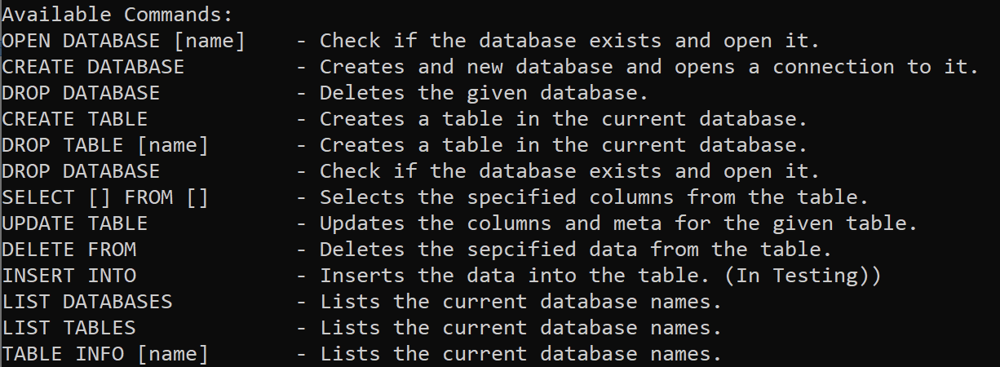 Available Commands:
OPEN DATABASE [name]    - Check if the database exists and open it.
CREATE DATABASE         - Creates and new database and opens a connection to it.
DROP DATABASE           - Deletes the given database.
CREATE TABLE            - Creates a table in the current database.
DROP TABLE [name]       - Creates a table in the current database.
DROP DATABASE           - Check if the database exists and open it.
SELECT [] FROM []       - Selects the specified columns from the table.
UPDATE TABLE            - Updates the columns and meta for the given table.
DELETE FROM             - Deletes the sepcified data from the table.
INSERT INTO             - Inserts the data into the table. (In Testing))
LIST DATABASES          - Lists the current database names.
LIST TABLES             - Lists the current database names.
TABLE INFO [name]       - Lists the current database names.